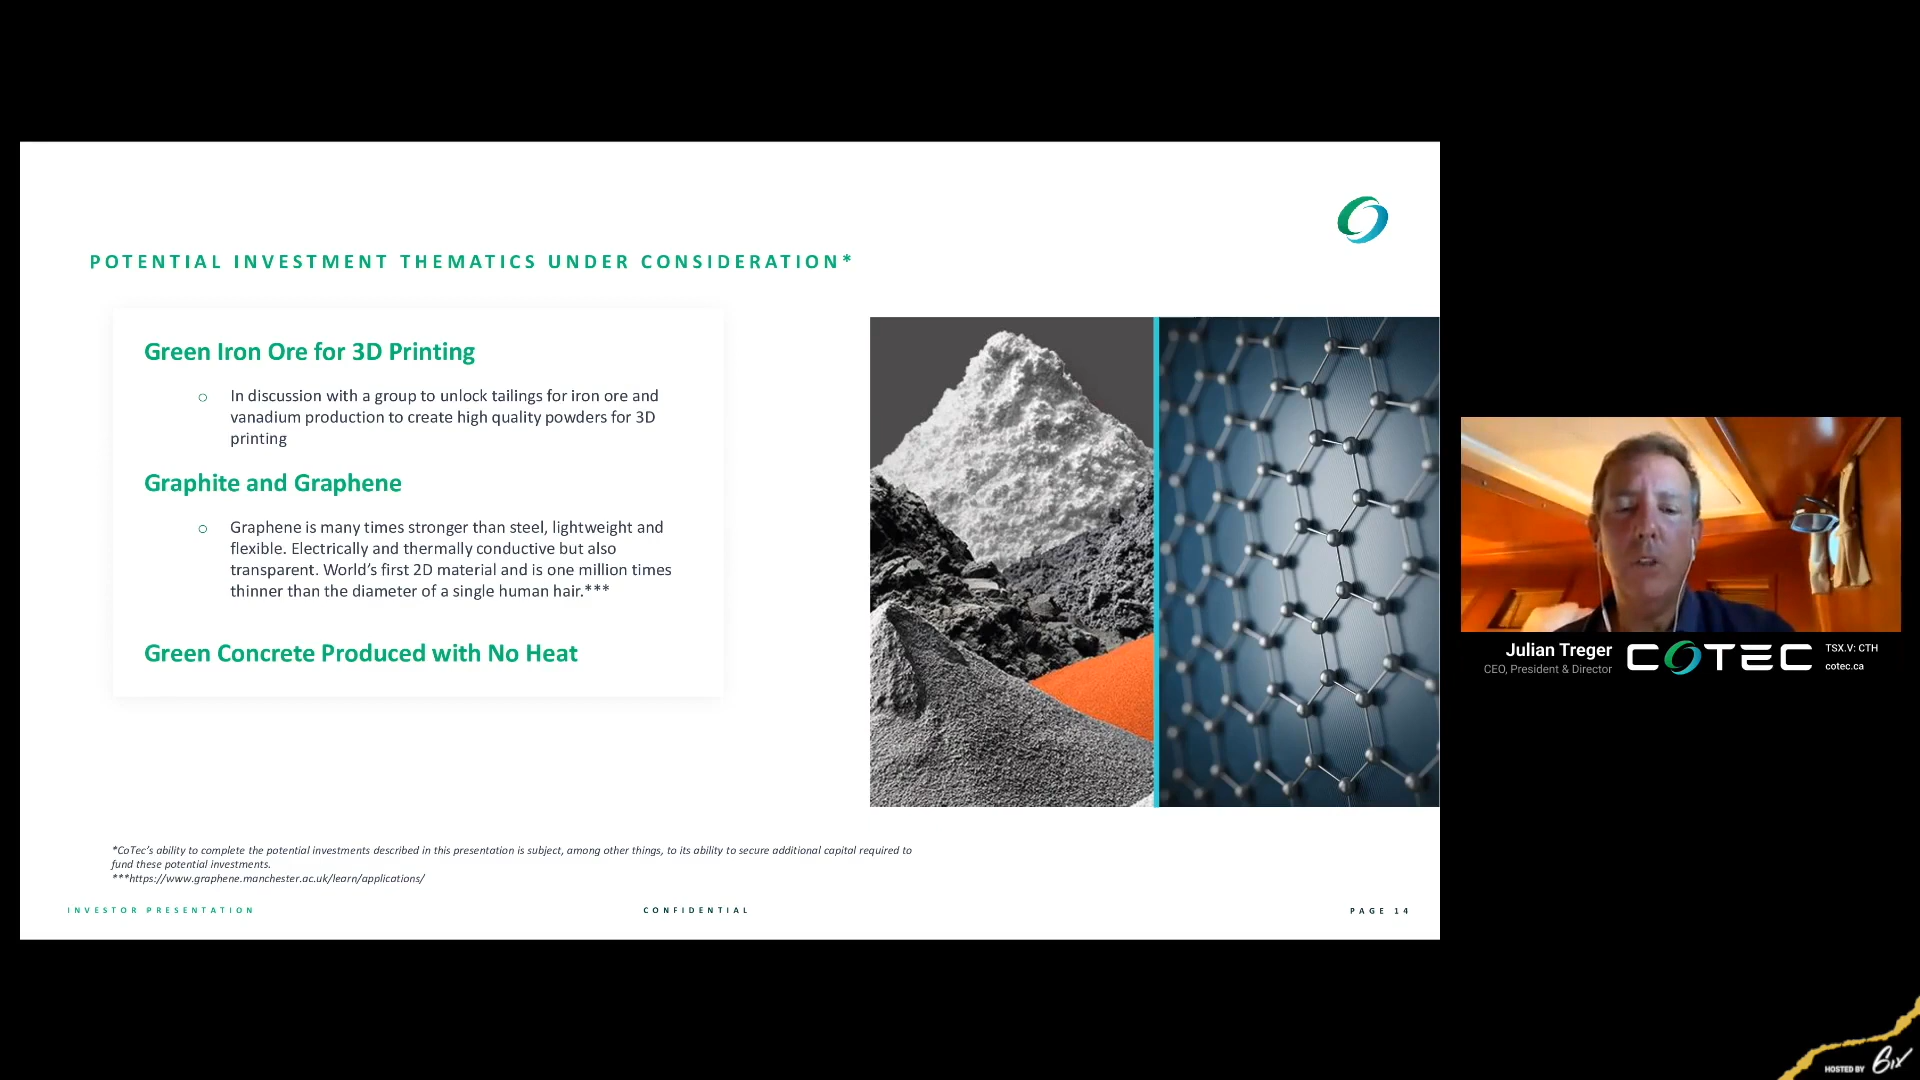 POTENTIAL INVESTMENT THEMATICS UNDER CONSIDERATION*
Green Iron Ore for 3D Printing
In discussion with a group to unlock tailings for iron ore and
vanadium production to create high quality powders for 3D
printing
Graphite and Graphene
Graphene is many times stronger than steel, lightweight and
flexible. Electrically and thermally conductive but also
transparent. World’s first 2D material and is one million times
thinner than the diameter of a single human hair.***
Green Concrete Produced with No Heat
*CoTec’s ability to complete the potential investments described in this presentation is subject, among other things, to its ability to secure additional capital required to
fund these potential investments.
***https://www.graphene.manchester.ac.uk/learn/applications/
INVESTOR PRESENTATION
CONFIDENTIAL
PAGE 14
Julian Treger
CEO, President & Director
COTEC
TSX.V: CTH
cotec.ca
HOSTED BY 6ix